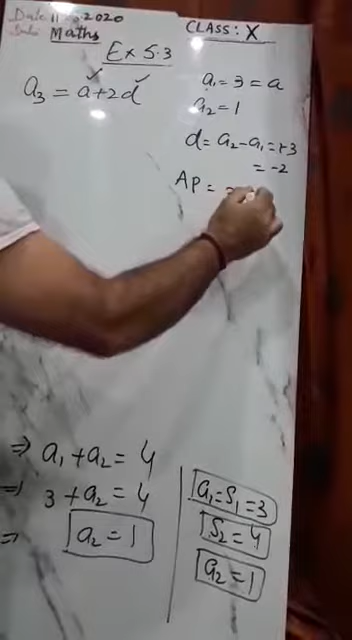 Date 11 2020
CLASS: X
Maths
Ex 5.3
a₁ = 3 = a
a₃ = a+2d
a₂ = 1
d = a₂-a₁ = 1-3
= -2
AP =
⇒ a₁ + a₂ = 4
⇒ 3 + a₂ = 4
⇒ a₂ = 1
a₁ = S₁ = 3
S₂ = 4
a₂ = 1